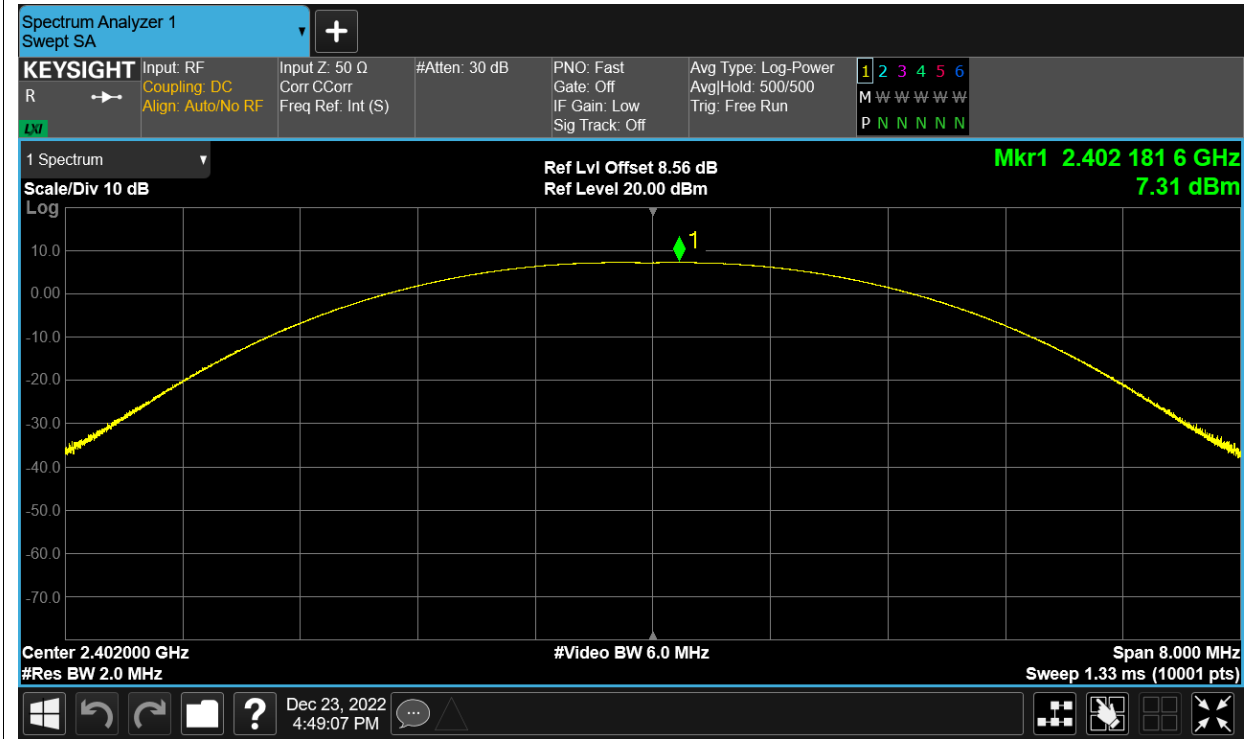 Spectrum Analyzer 1
Swept SA
+
KEYSIGHT
R
LXI
Input: RF
Coupling: DC
Align: Auto/No RF
Input Z: 50 Ω
Corr CCorr
Freq Ref: Int (S)
#Atten: 30 dB
PNO: Fast
Gate: Off
IF Gain: Low
Sig Track: Off
Avg Type: Log-Power
Avg|Hold: 500/500
Trig: Free Run
1 2 3 4 5 6
M W W W W W
P N N N N N
1 Spectrum
Scale/Div 10 dB
Log
Ref Lvl Offset 8.56 dB
Ref Level 20.00 dBm
Mkr1 2.402 181 6 GHz
7.31 dBm
1
10.0
0.00
-10.0
-20.0
-30.0
-40.0
-50.0
-60.0
-70.0
Center 2.402000 GHz
#Res BW 2.0 MHz
#Video BW 6.0 MHz
Span 8.000 MHz
Sweep 1.33 ms (10001 pts)
?
Dec 23, 2022
4:49:07 PM